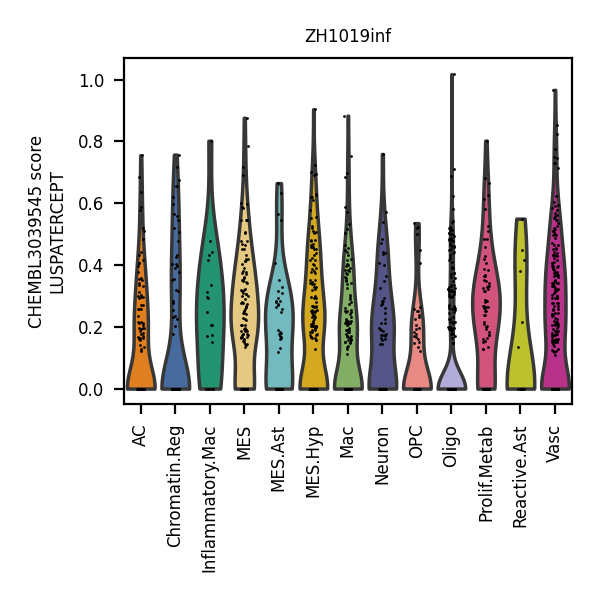 ZH1019inf
CHEMBL3039545 score
LUSPATERCEPT
1.0
0.8
0.6
0.4
0.2
0.0
AC
Chromatin.Reg
Inflammatory.Mac
MES
MES.Ast
MES.Hyp
Mac
Neuron
OPC
Oligo
Prolif.Metab
Reactive.Ast
Vasc